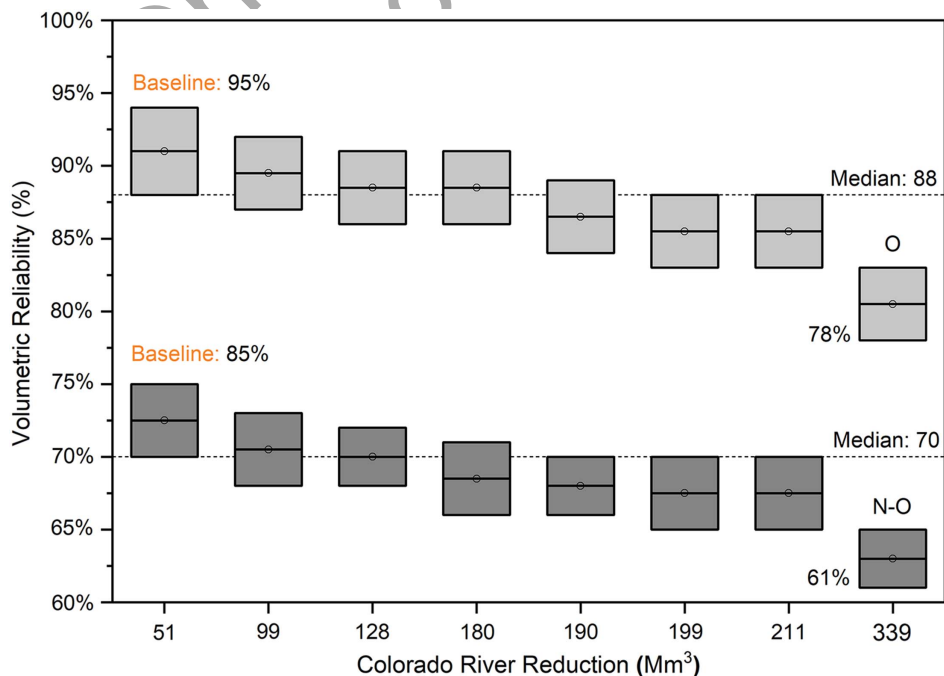 100%
95%
90%
85%
80%
75%
70%
65%
60%
Volumetric Reliability (%)
Baseline: 95%
Median: 88
O
78%
Baseline: 85%
Median: 70
N-O
61%
51 99 128 180 190 199 211 339
Colorado River Reduction (Mm³)